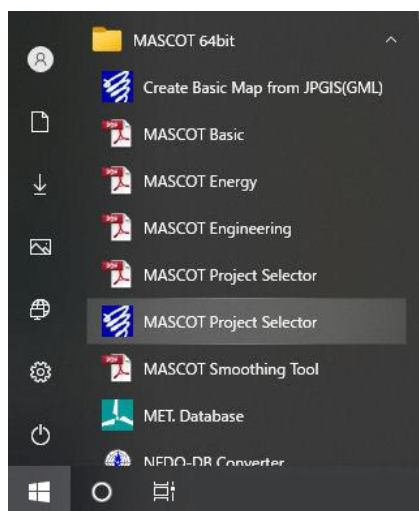 MASCOT 64bit
Create Basic Map from JPGIS(GML)
MASCOT Basic
MASCOT Energy
MASCOT Engineering
MASCOT Project Selector
MASCOT Project Selector
MASCOT Smoothing Tool
MET. Database
NEDO-DB Converter